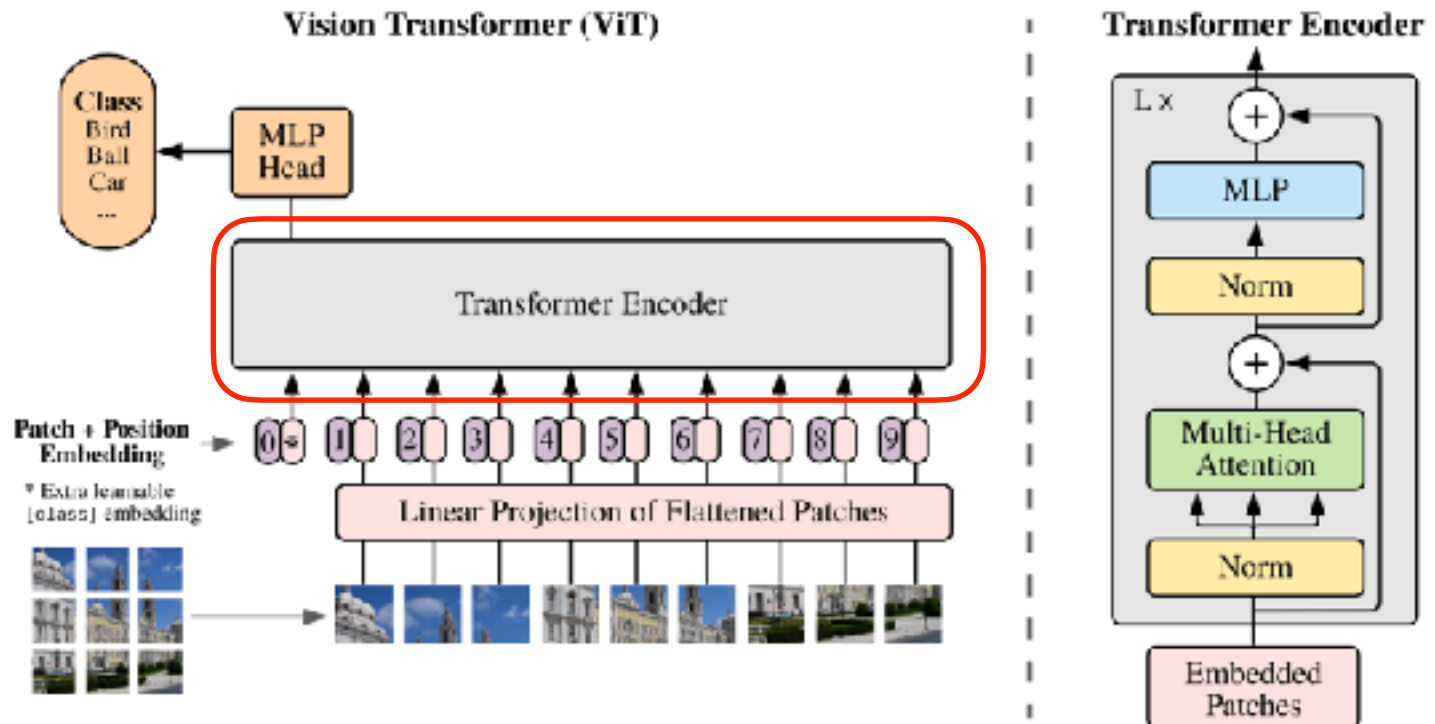 Vision Transformer (ViT)
Class
Bird
Ball
Car
...
MLP
Head
Transformer Encoder
Patch + Position
Embedding
0 * 1 2 3 4 5 6 7 8 9
* Extra learnable
[class] embedding
Linear Projection of Flattened Patches
Transformer Encoder
L x
+
MLP
Norm
+
Multi-Head
Attention
Norm
Embedded
Patches